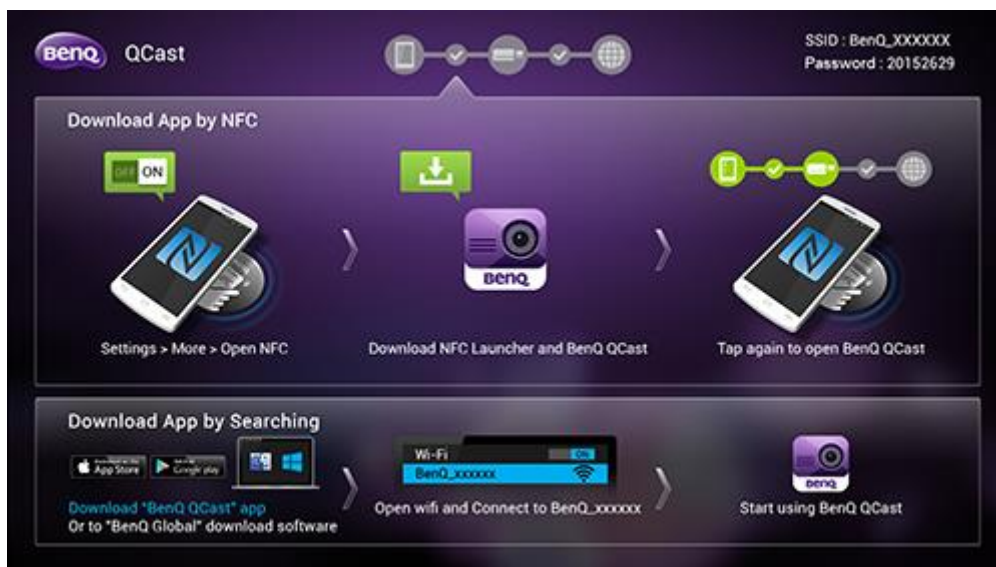 BenQ QCast
SSID : BenQ_XXXXXX
Password : 20152629
Download App by NFC
OFF ON
BenQ
Settings > More > Open NFC
Download NFC Launcher and BenQ QCast
Tap again to open BenQ QCast
Download App by Searching
App Store
Google play
Wi-Fi ON
BenQ_xxxxxx
BenQ
Download "BenQ QCast" app
Or to "BenQ Global" download software
Open wifi and Connect to BenQ_xxxxxx
Start using BenQ QCast